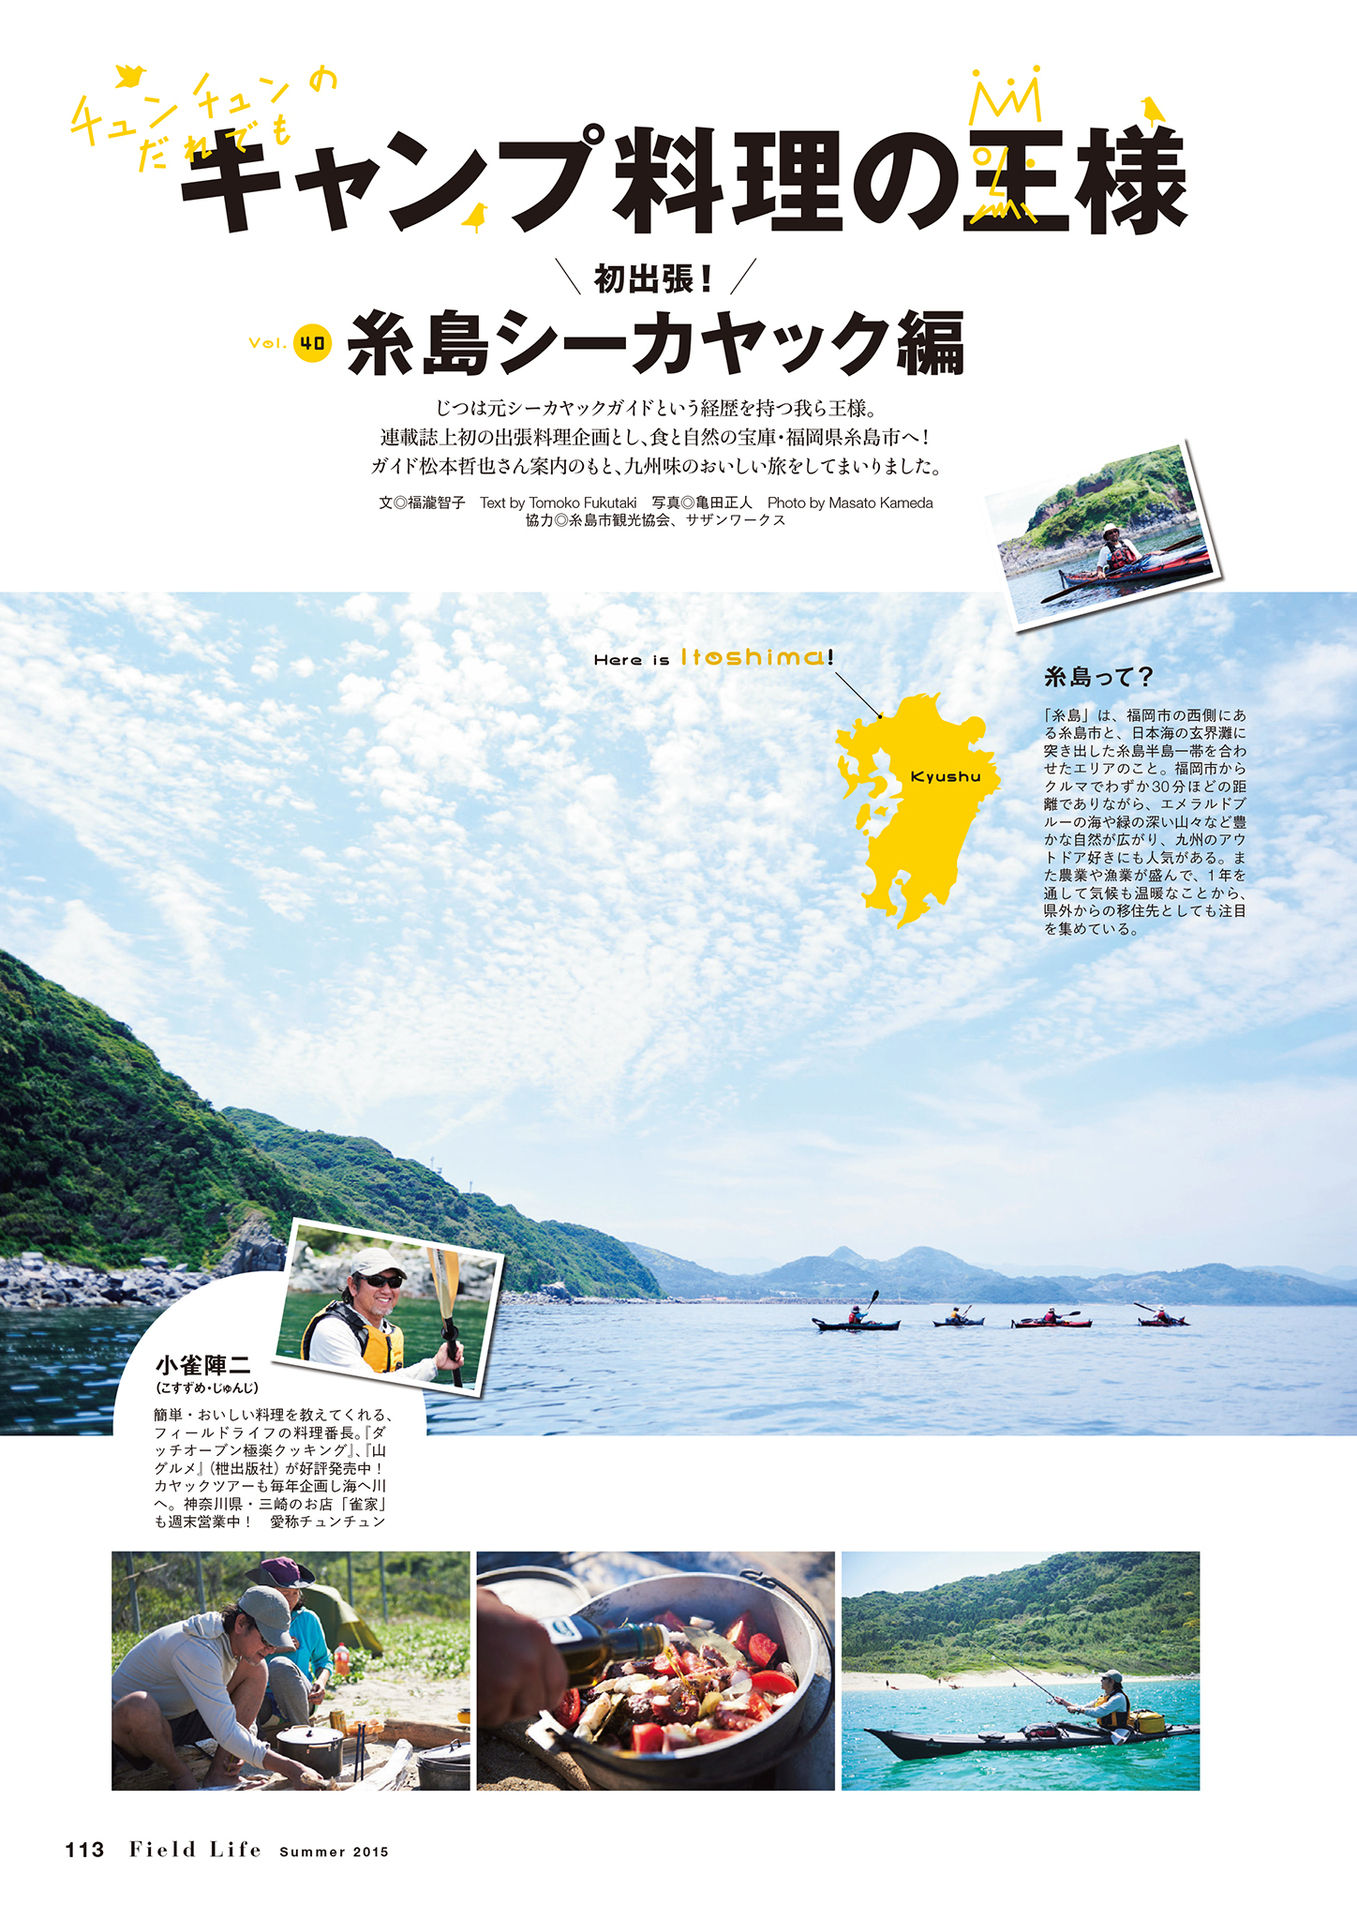 チュンチュンの
だれでも
キャンプ料理の王様
初出張！
Vol. 40 糸島シーカヤック編
じつは元シーカヤックガイドという経歴を持つ我ら王様。
連載誌上初の出張料理企画とし、食と自然の宝庫・福岡県糸島市へ！
ガイド松本哲也さん案内のもと、九州味のおいしい旅をしてまいりました。
文◎福瀧智子　Text by Tomoko Fukutaki　写真◎亀田正人　Photo by Masato Kameda
協力◎糸島市観光協会、サザンワークス
Here is Itoshima!
Kyushu
糸島って？
「糸島」は、福岡市の西側にあ
る糸島市と、日本海の玄界灘に
突き出した糸島半島一帯を合わ
せたエリアのこと。福岡市から
クルマでわずか30分ほどの距
離でありながら、エメラルドブ
ルーの海や緑の深い山々など豊
かな自然が広がり、九州のアウ
トドア好きにも人気がある。ま
た農業や漁業が盛んで、1年を
通して気候も温暖なことから、
県外からの移住先としても注目
を集めている。
小雀陣二
（こすずめ・じゅんじ）
簡単・おいしい料理を教えてくれる、
フィールドライフの料理番長。『ダ
ッチオーブン極楽クッキング』、『山
グルメ』（枻出版社）が好評発売中！
カヤックツアーも毎年企画し海へ川
へ。神奈川県・三崎のお店「雀家」
も週末営業中！　愛称チュンチュン
113 Field Life Summer 2015